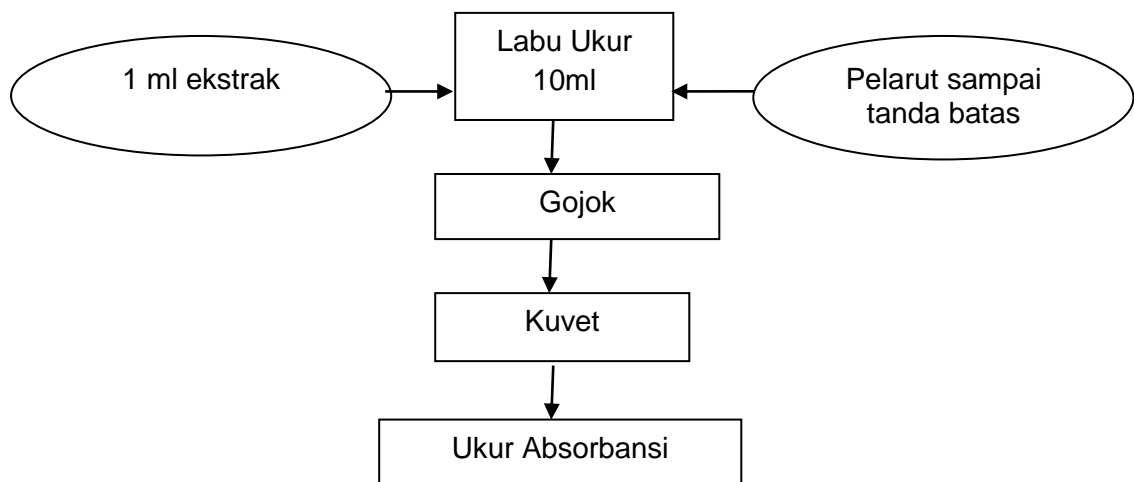 Labu Ukur
10ml
1 ml ekstrak
Pelarut sampai
tanda batas
Gojok
Kuvet
Ukur Absorbansi